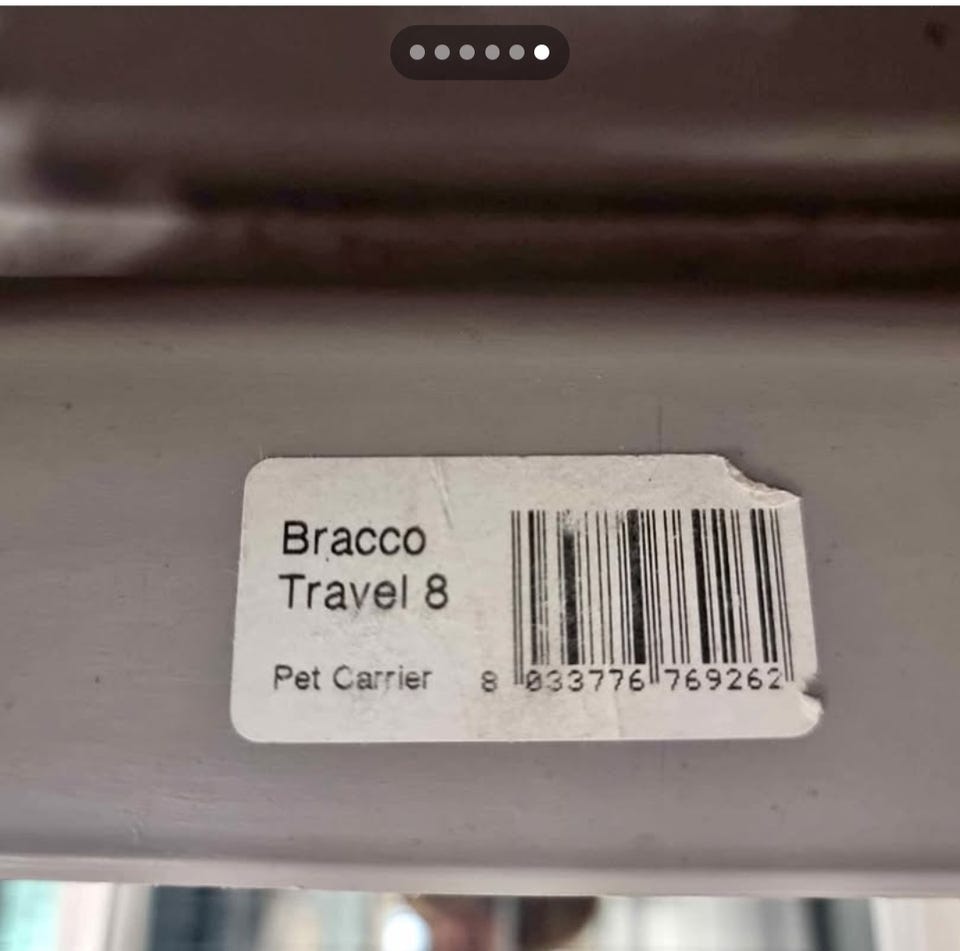 Bracco
Travel 8
Pet Carrier
8 033776 769262